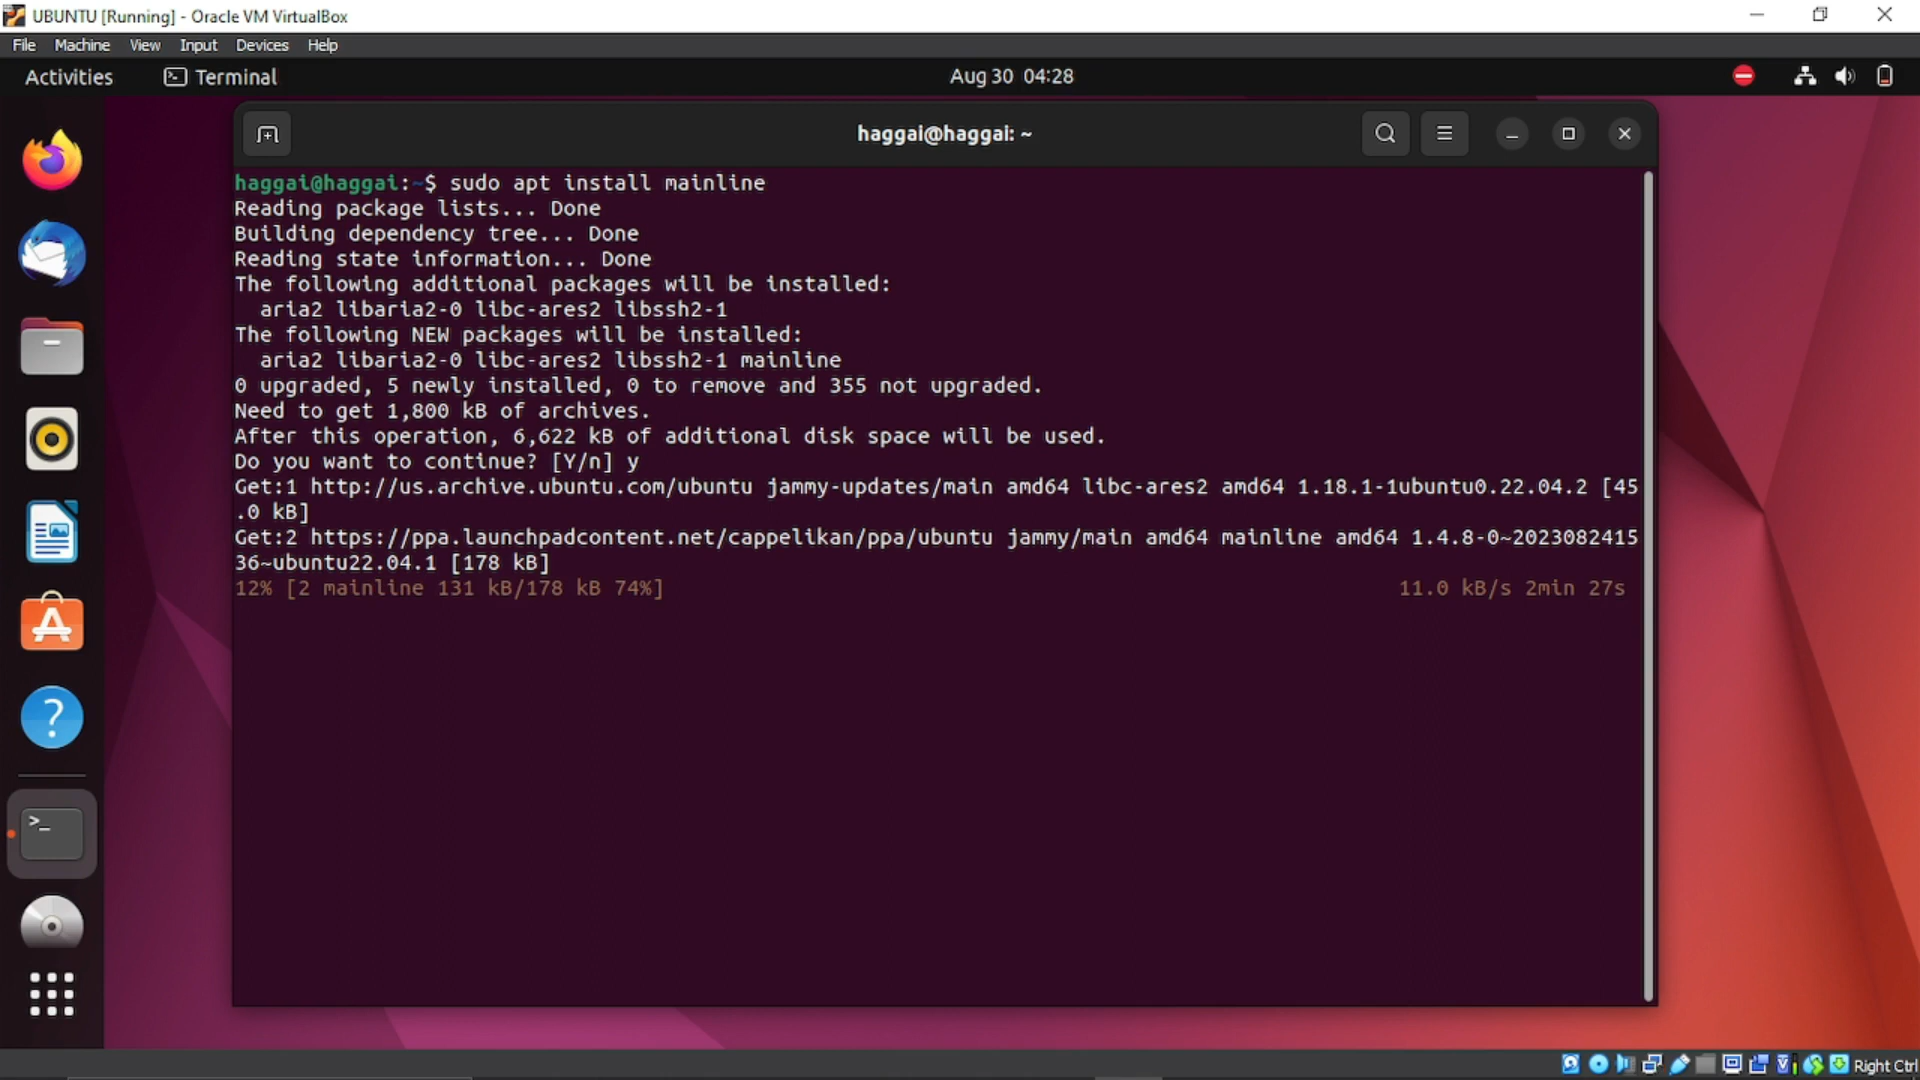 UBUNTU [Running] - Oracle VM VirtualBox
File Machine View Input Devices Help
Activities Terminal Aug 30 04:28
haggai@haggai: ~
haggai@haggai:~$ sudo apt install mainline
Reading package lists... Done
Building dependency tree... Done
Reading state information... Done
The following additional packages will be installed:
aria2 libaria2-0 libc-ares2 libssh2-1
The following NEW packages will be installed:
aria2 libaria2-0 libc-ares2 libssh2-1 mainline
0 upgraded, 5 newly installed, 0 to remove and 355 not upgraded.
Need to get 1,800 kB of archives.
After this operation, 6,622 kB of additional disk space will be used.
Do you want to continue? [Y/n] y
Get:1 http://us.archive.ubuntu.com/ubuntu jammy-updates/main amd64 libc-ares2 amd64 1.18.1-1ubuntu0.22.04.2 [45
.0 kB]
Get:2 https://ppa.launchpadcontent.net/cappelikan/ppa/ubuntu jammy/main amd64 mainline amd64 1.4.8-0~2023082415
36~ubuntu22.04.1 [178 kB]
12% [2 mainline 131 kB/178 kB 74%] 11.0 kB/s 2min 27s
Right Ctrl